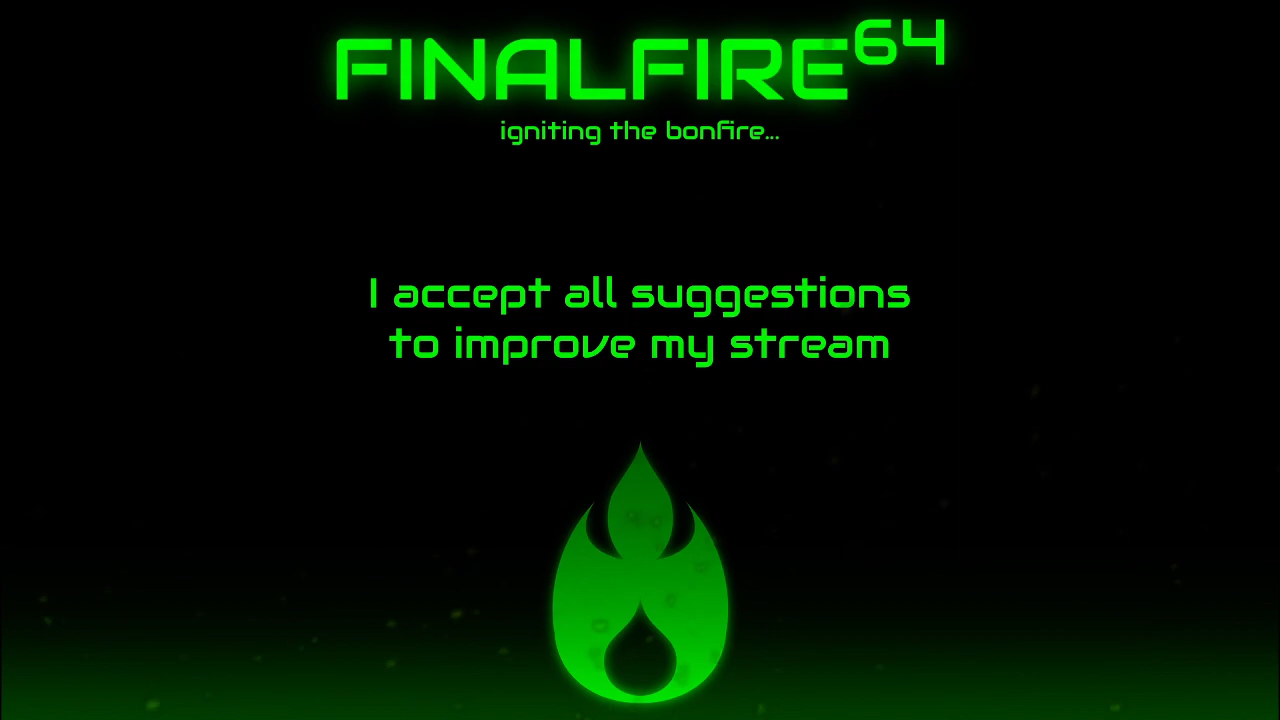 FINALFIRE64
igniting the bonfire...
I accept all suggestions
to improve my stream